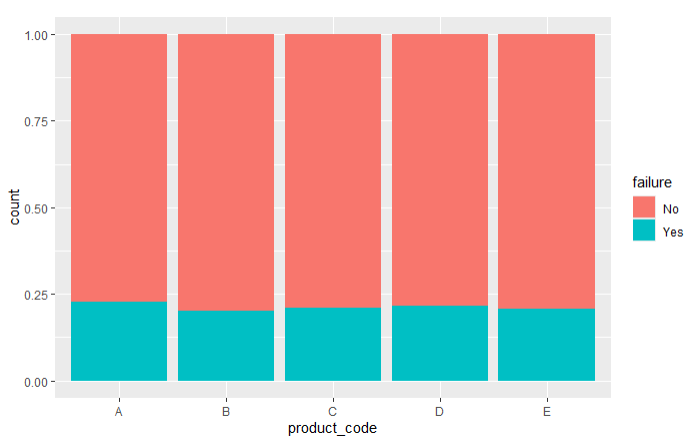 count
1.00
0.75
0.50
0.25
0.00
A B C D E
product_code
failure
No
Yes